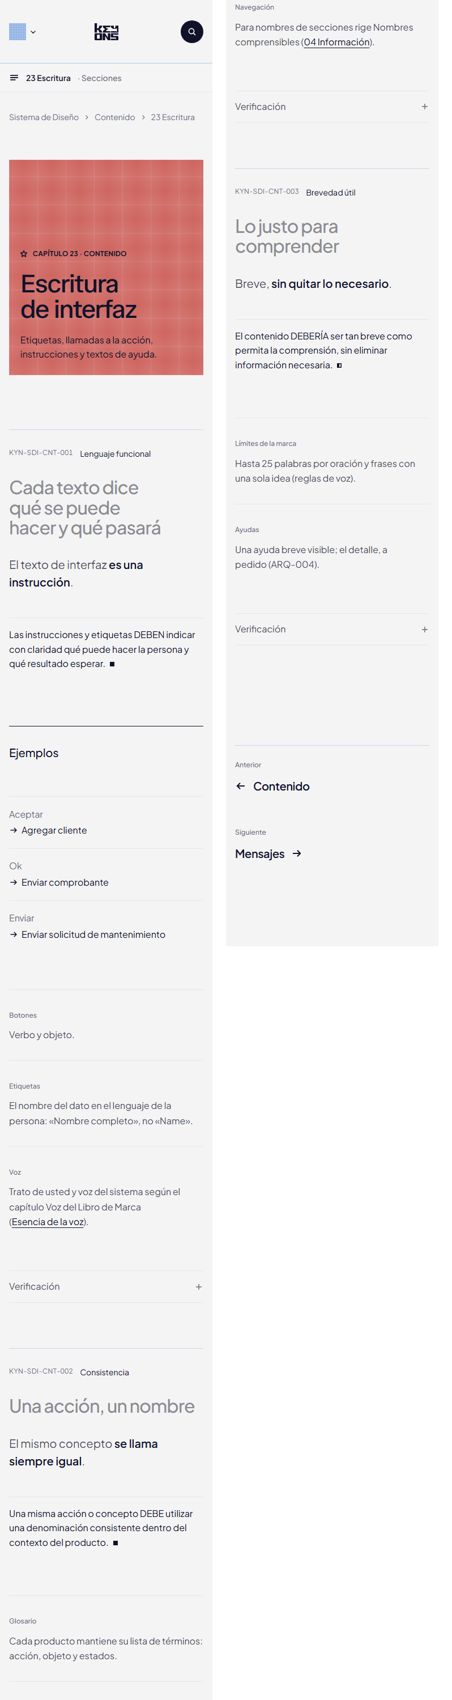 KEY
ONS
23 Escritura · Secciones
Sistema de Diseño > Contenido > 23 Escritura
CAPÍTULO 23 · CONTENIDO
Escritura
de interfaz
Etiquetas, llamadas a la acción,
instrucciones y textos de ayuda.
KYN-SDI-CNT-001 Lenguaje funcional
Cada texto dice
qué se puede
hacer y qué pasará
El texto de interfaz es una
instrucción.
Las instrucciones y etiquetas DEBEN indicar
con claridad qué puede hacer la persona y
qué resultado esperar.
Ejemplos
Aceptar
→ Agregar cliente
Ok
→ Enviar comprobante
Enviar
→ Enviar solicitud de mantenimiento
Botones
Verbo y objeto.
Etiquetas
El nombre del dato en el lenguaje de la
persona: «Nombre completo», no «Name».
Voz
Trato de usted y voz del sistema según el
capítulo Voz del Libro de Marca
(Esencia de la voz).
Verificación +
KYN-SDI-CNT-002 Consistencia
Una acción, un nombre
El mismo concepto se llama
siempre igual.
Una misma acción o concepto DEBE utilizar
una denominación consistente dentro del
contexto del producto.
Glosario
Cada producto mantiene su lista de términos:
acción, objeto y estados.
Navegación
Para nombres de secciones rige Nombres
comprensibles (04 Información).
Verificación +
KYN-SDI-CNT-003 Brevedad útil
Lo justo para
comprender
Breve, sin quitar lo necesario.
El contenido DEBERÍA ser tan breve como
permita la comprensión, sin eliminar
información necesaria.
Límites de la marca
Hasta 25 palabras por oración y frases con
una sola idea (reglas de voz).
Ayudas
Una ayuda breve visible; el detalle, a
pedido (ARQ-004).
Verificación +
Anterior
← Contenido
Siguiente
Mensajes →